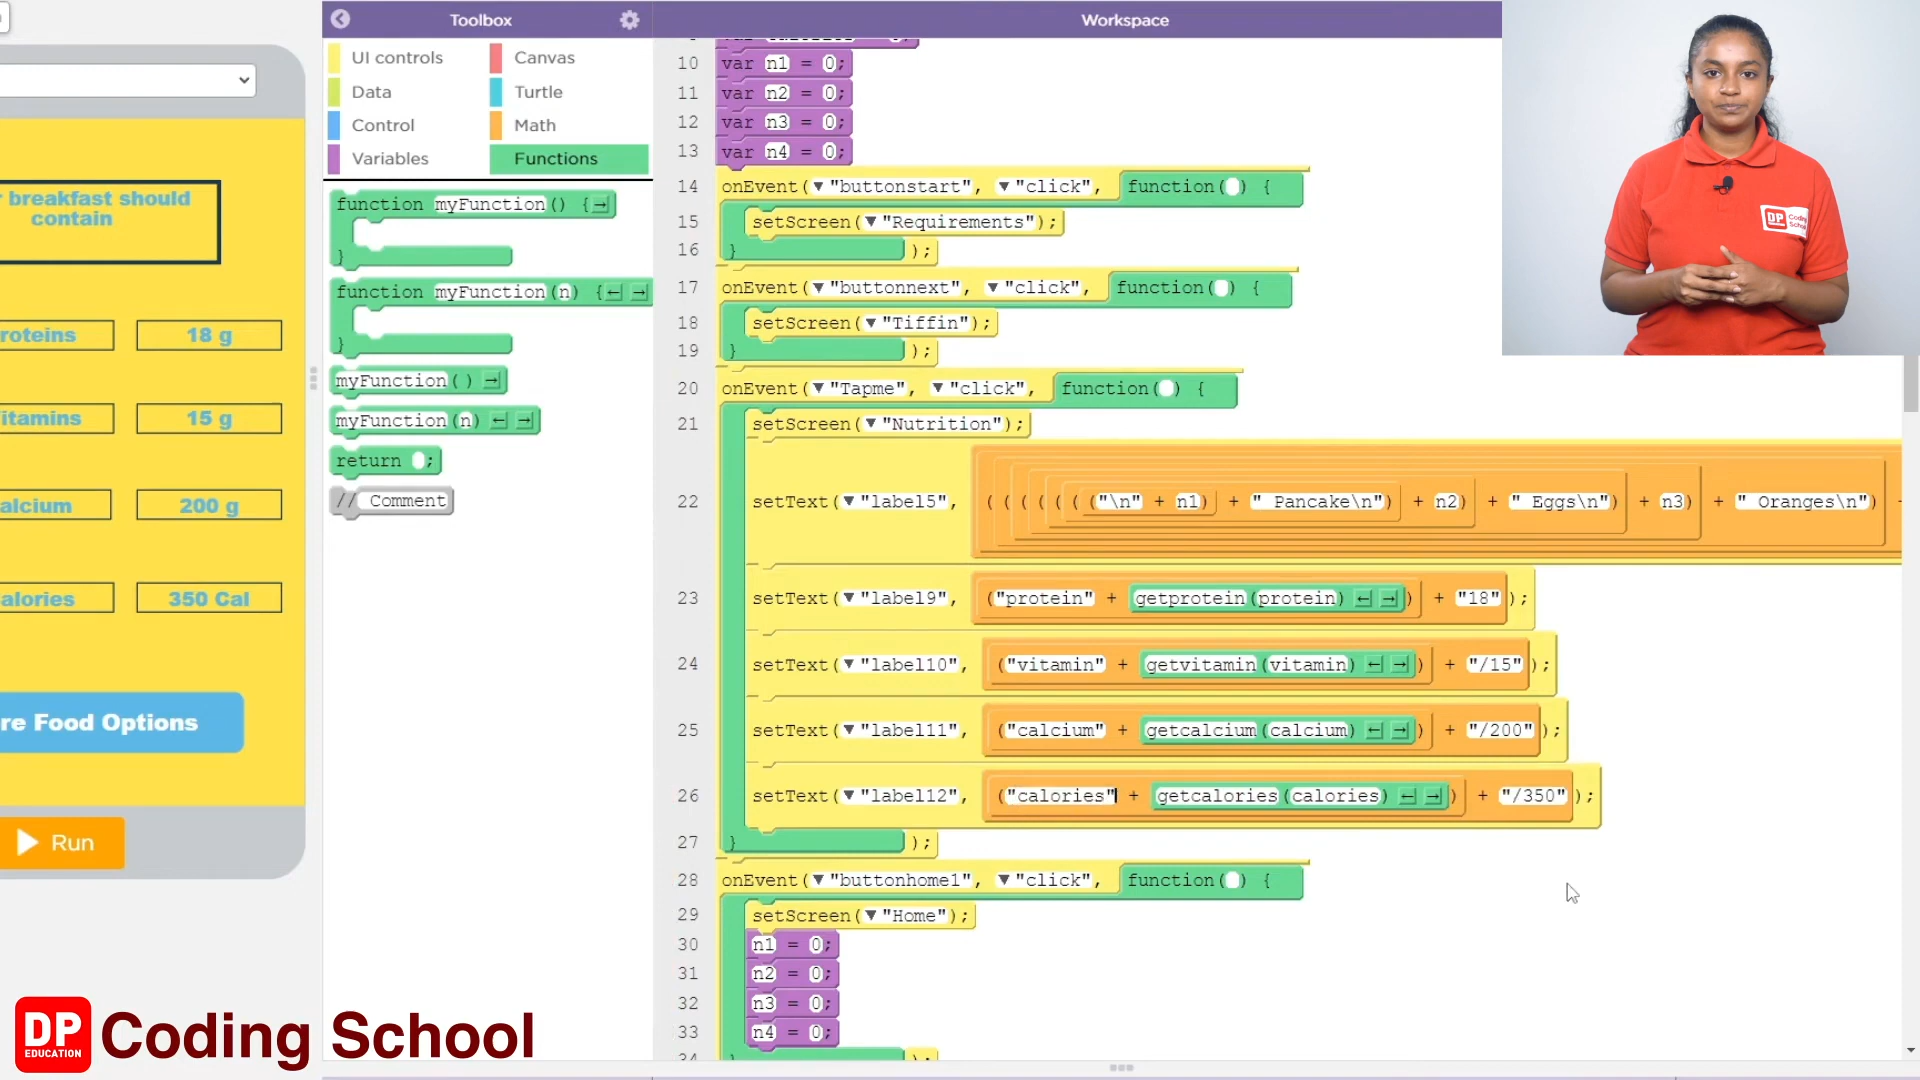 breakfast should
contain
roteins
18 g
itamins
15 g
alcium
200 g
alories
350 Cal
re Food Options
Run
Toolbox
UI controls
Canvas
Data
Turtle
Control
Math
Variables
Functions
function myFunction() {
}
function myFunction(n) {
}
myFunction()
myFunction(n)
return ;
// Comment
Workspace
10 var n1 = 0;
11 var n2 = 0;
12 var n3 = 0;
13 var n4 = 0;
14 onEvent(▼"buttonstart", ▼"click", function() {
15 setScreen(▼"Requirements");
16 } );
17 onEvent(▼"buttonnext", ▼"click", function() {
18 setScreen(▼"Tiffin");
19 } );
20 onEvent(▼"Tapme", ▼"click", function() {
21 setScreen(▼"Nutrition");
22 setText(▼"label5", ((((((("\n" + n1) + " Pancake\n") + n2) + " Eggs\n") + n3) + " Oranges\n")
23 setText(▼"label9", ("protein" + getprotein(protein)) + "18");
24 setText(▼"label10", ("vitamin" + getvitamin(vitamin)) + "/15");
25 setText(▼"label11", ("calcium" + getcalcium(calcium)) + "/200");
26 setText(▼"label12", ("calories" + getcalories(calories)) + "/350");
27 } );
28 onEvent(▼"buttonhome1", ▼"click", function() {
29 setScreen(▼"Home");
30 n1 = 0;
31 n2 = 0;
32 n3 = 0;
33 n4 = 0;
DP
EDUCATION
Coding School
DP
Coding
School